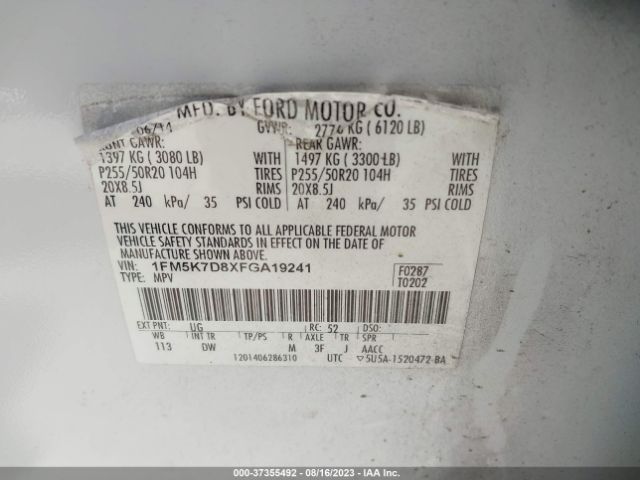 MFD. BY FORD MOTOR CO.
06/14 GVWR: 2776 KG ( 6120 LB)
FRONT GAWR: REAR GAWR:
1397 KG ( 3080 LB) WITH 1497 KG ( 3300 LB) WITH
P255/50R20 104H TIRES P255/50R20 104H TIRES
20X8.5J RIMS 20X8.5J RIMS
AT 240 kPa/ 35 PSI COLD AT 240 kPa/ 35 PSI COLD
THIS VEHICLE CONFORMS TO ALL APPLICABLE FEDERAL MOTOR
VEHICLE SAFETY STANDARDS IN EFFECT ON THE DATE OF
MANUFACTURE SHOWN ABOVE.
VIN: 1FM5K7D8XFGA19241 F0287
TYPE: MPV T0202
EXT PNT: UG RC: 52 DSO:
WB INT TR TP/PS R AXLE TR SPR
113 DW M 3F J AACC
1201406286310 UTC ▽5U5A-1520472-BA
000-37355492 - 08/16/2023 - IAAI.COM